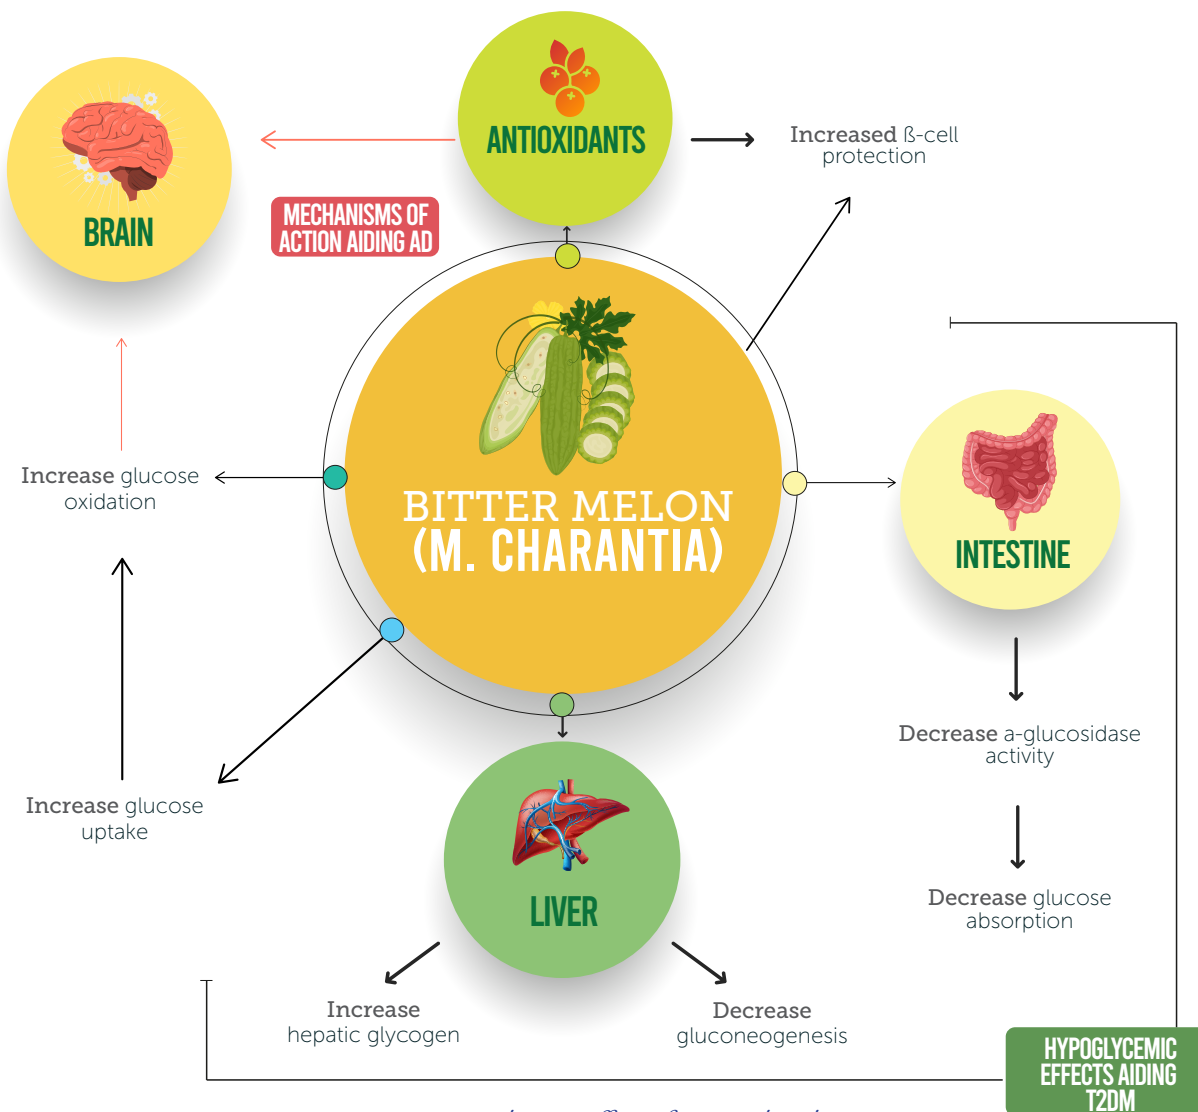 ANTIOXIDANTS
Increased ß-cell
protection
BRAIN
MECHANISMS OF
ACTION AIDING AD
Increase glucose
oxidation
BITTER MELON
(M. CHARANTIA)
INTESTINE
Decrease a-glucosidase
activity
Increase glucose
uptake
Decrease glucose
absorption
LIVER
Increase
hepatic glycogen
Decrease
gluconeogenesis
HYPOGLYCEMIC
EFFECTS AIDING
T2DM